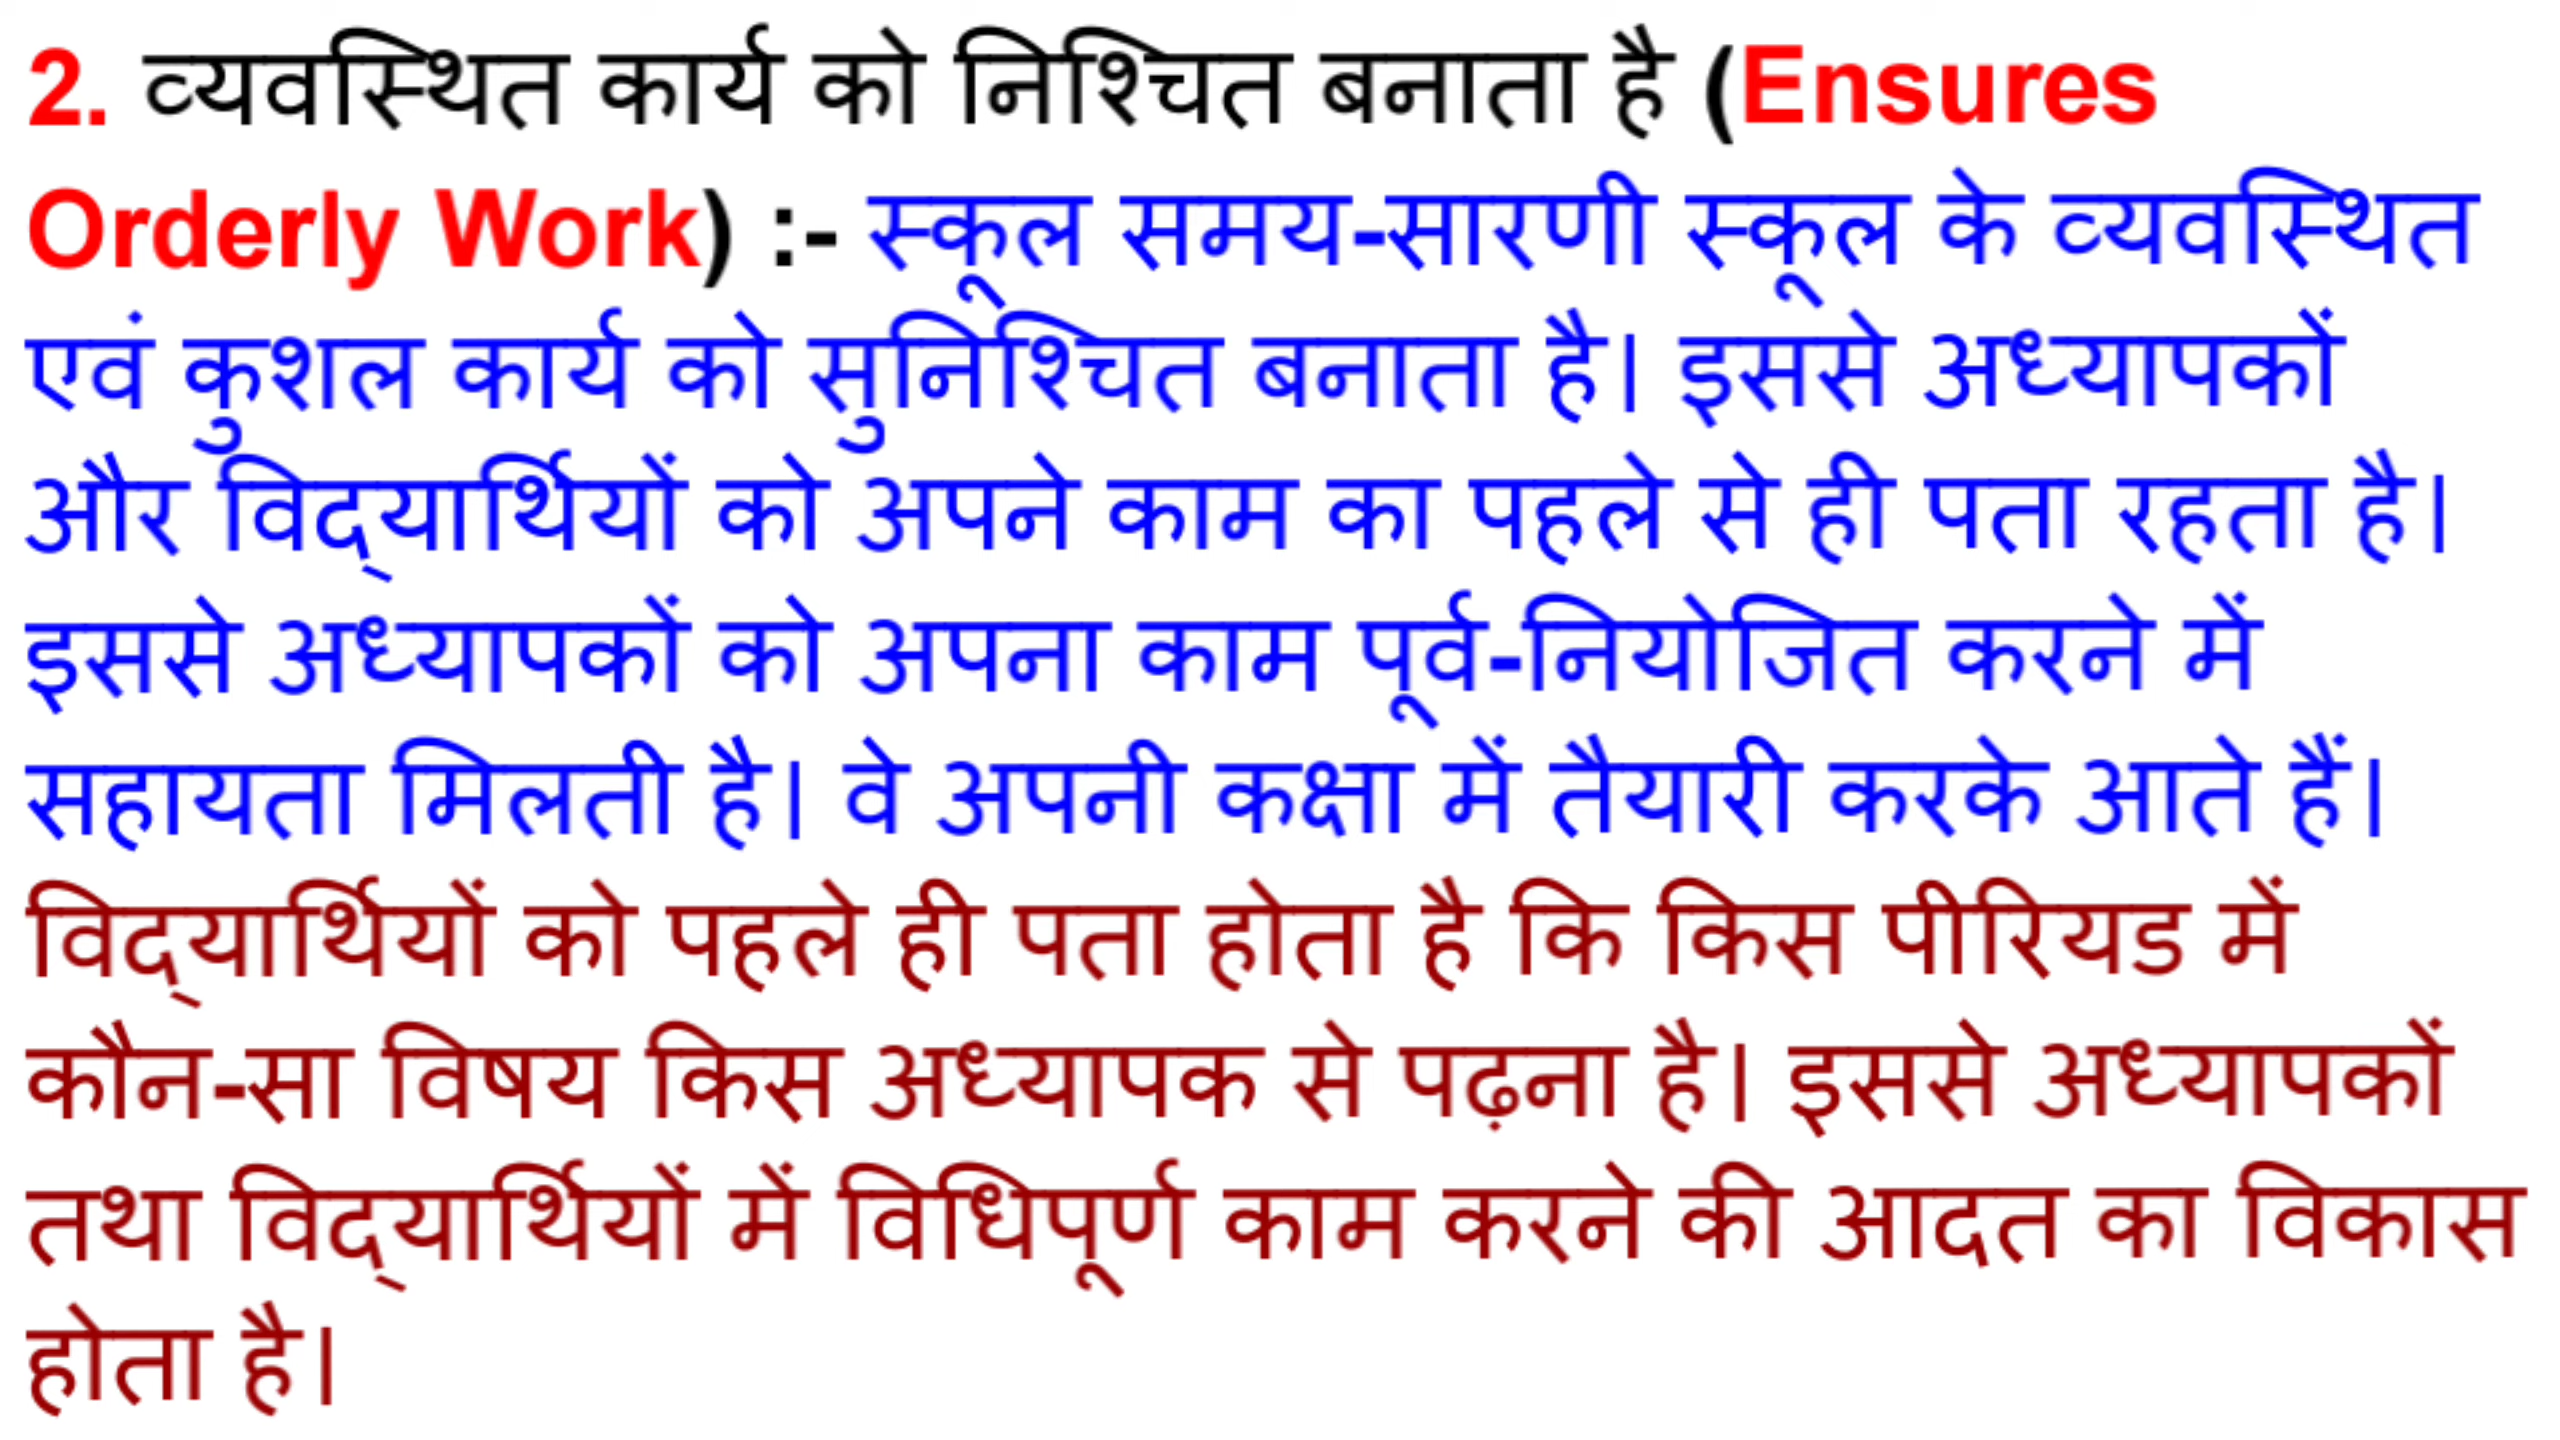 2. व्यवस्थित कार्य को निश्चित बनाता है (Ensures
Orderly Work) :- स्कूल समय-सारणी स्कूल के व्यवस्थित
एवं कुशल कार्य को सुनिश्चित बनाता है। इससे अध्यापकों
और विद्यार्थियों को अपने काम का पहले से ही पता रहता है।
इससे अध्यापकों को अपना काम पूर्व-नियोजित करने में
सहायता मिलती है। वे अपनी कक्षा में तैयारी करके आते हैं।
विद्यार्थियों को पहले ही पता होता है कि किस पीरियड में
कौन-सा विषय किस अध्यापक से पढ़ना है। इससे अध्यापकों
तथा विद्यार्थियों में विधिपूर्ण काम करने की आदत का विकास
होता है।